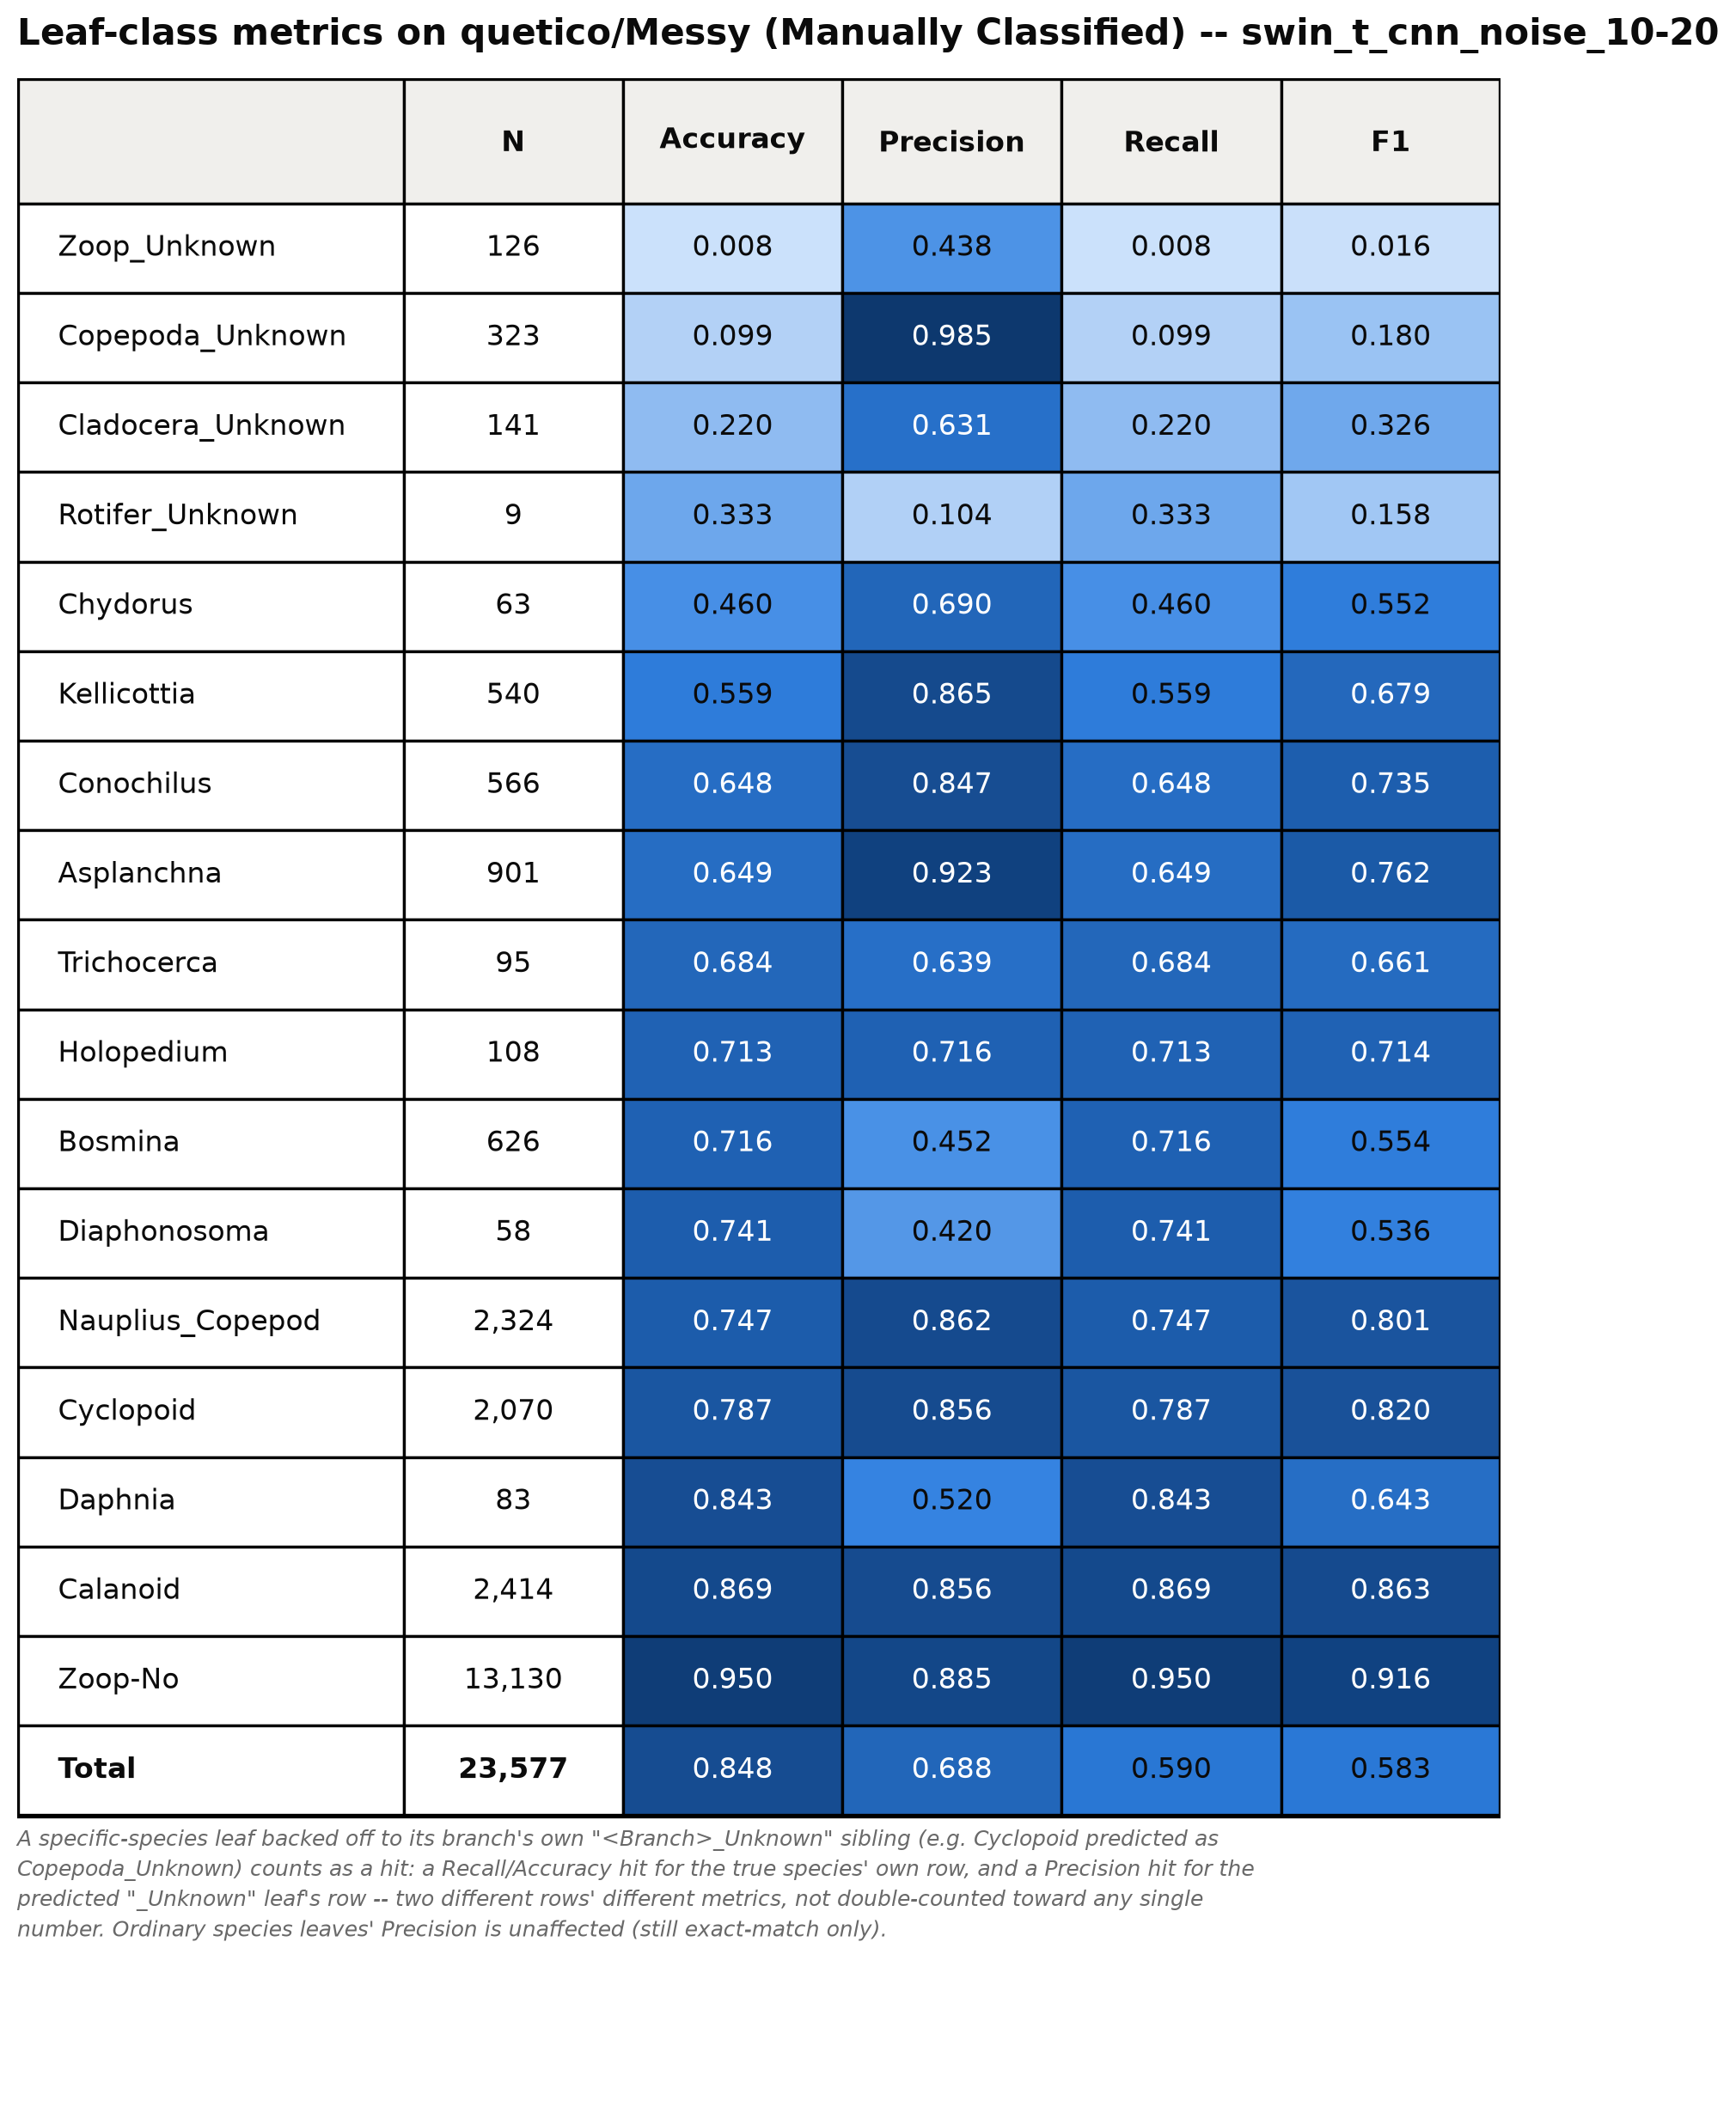 Leaf-class metrics on quetico/Messy (Manually Classified) -- swin_t_cnn_noise_10-20
N Accuracy Precision Recall F1
Zoop_Unknown 126 0.008 0.438 0.008 0.016
Copepoda_Unknown 323 0.099 0.985 0.099 0.180
Cladocera_Unknown 141 0.220 0.631 0.220 0.326
Rotifer_Unknown 9 0.333 0.104 0.333 0.158
Chydorus 63 0.460 0.690 0.460 0.552
Kellicottia 540 0.559 0.865 0.559 0.679
Conochilus 566 0.648 0.847 0.648 0.735
Asplanchna 901 0.649 0.923 0.649 0.762
Trichocerca 95 0.684 0.639 0.684 0.661
Holopedium 108 0.713 0.716 0.713 0.714
Bosmina 626 0.716 0.452 0.716 0.554
Diaphonosoma 58 0.741 0.420 0.741 0.536
Nauplius_Copepod 2,324 0.747 0.862 0.747 0.801
Cyclopoid 2,070 0.787 0.856 0.787 0.820
Daphnia 83 0.843 0.520 0.843 0.643
Calanoid 2,414 0.869 0.856 0.869 0.863
Zoop-No 13,130 0.950 0.885 0.950 0.916
Total 23,577 0.848 0.688 0.590 0.583
A specific-species leaf backed off to its branch's own "<Branch>_Unknown" sibling (e.g. Cyclopoid predicted as
Copepoda_Unknown) counts as a hit: a Recall/Accuracy hit for the true species' own row, and a Precision hit for the
predicted "_Unknown" leaf's row -- two different rows' different metrics, not double-counted toward any single
number. Ordinary species leaves' Precision is unaffected (still exact-match only).